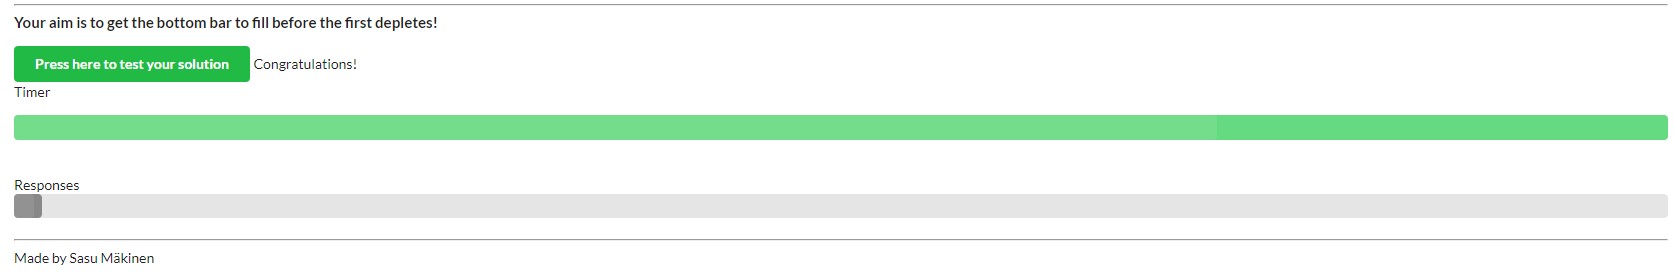 Your aim is to get the bottom bar to fill before the first depletes!
Press here to test your solution Congratulations!
Timer
Responses
Made by Sasu Mäkinen